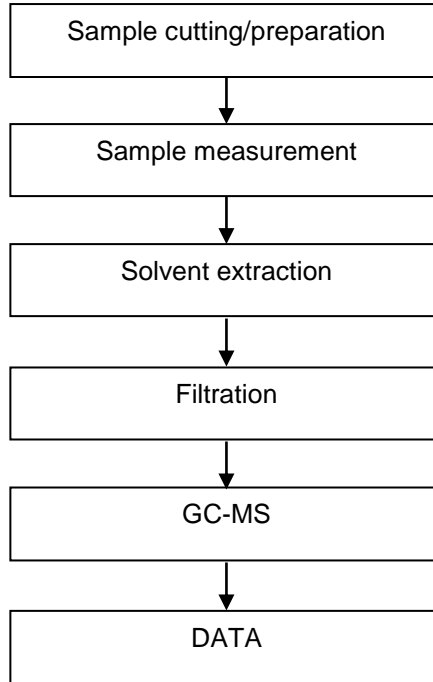 Sample cutting/preparation
Sample measurement
Solvent extraction
Filtration
GC-MS
DATA